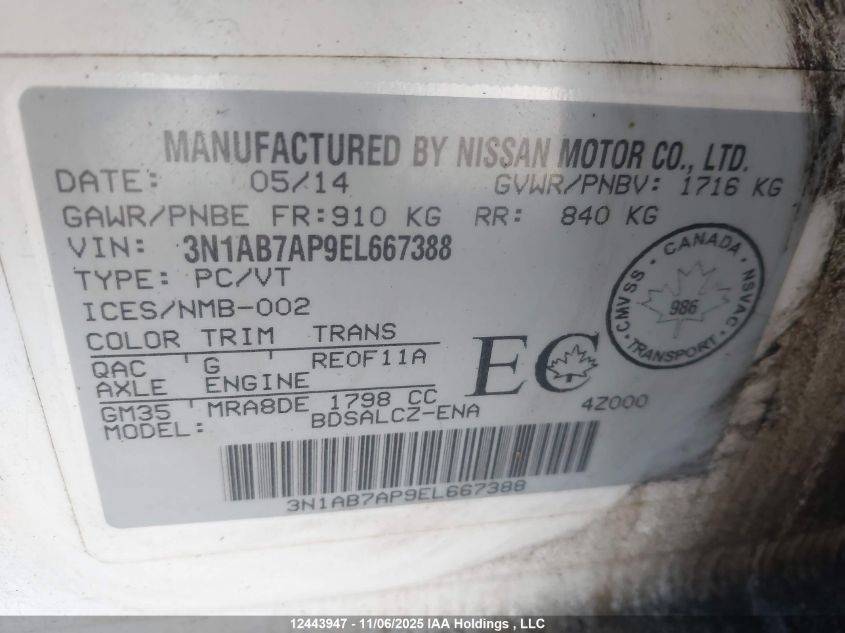 MANUFACTURED BY NISSAN MOTOR CO., LTD.
DATE: 05/14 GVWR/PNBV: 1716 KG
GAWR/PNBE FR: 910 KG RR: 840 KG
VIN: 3N1AB7AP9EL667388
TYPE: PC/VT
ICES/NMB-002
COLOR TRIM TRANS
QAC G RE0F11A
AXLE ENGINE
GM35 MRA8DE 1798 CC
MODEL: BDSALCZ-ENA
EC
4Z000
CANADA
CMVSS
986
NSVAC
TRANSPORT
3N1AB7AP9EL667388
12443947 - 11/06/2025 IAA Holdings , LLC